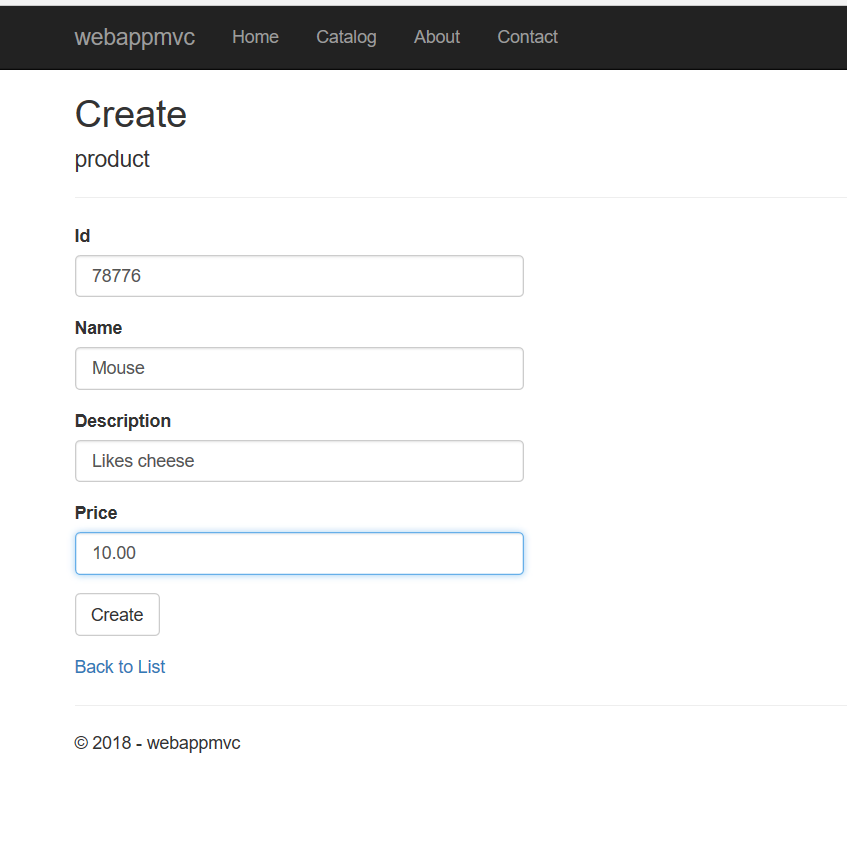 webappmvc Home Catalog About Contact
Create
product
Id
78776
Name
Mouse
Description
Likes cheese
Price
10.00
Create
Back to List
© 2018 - webappmvc